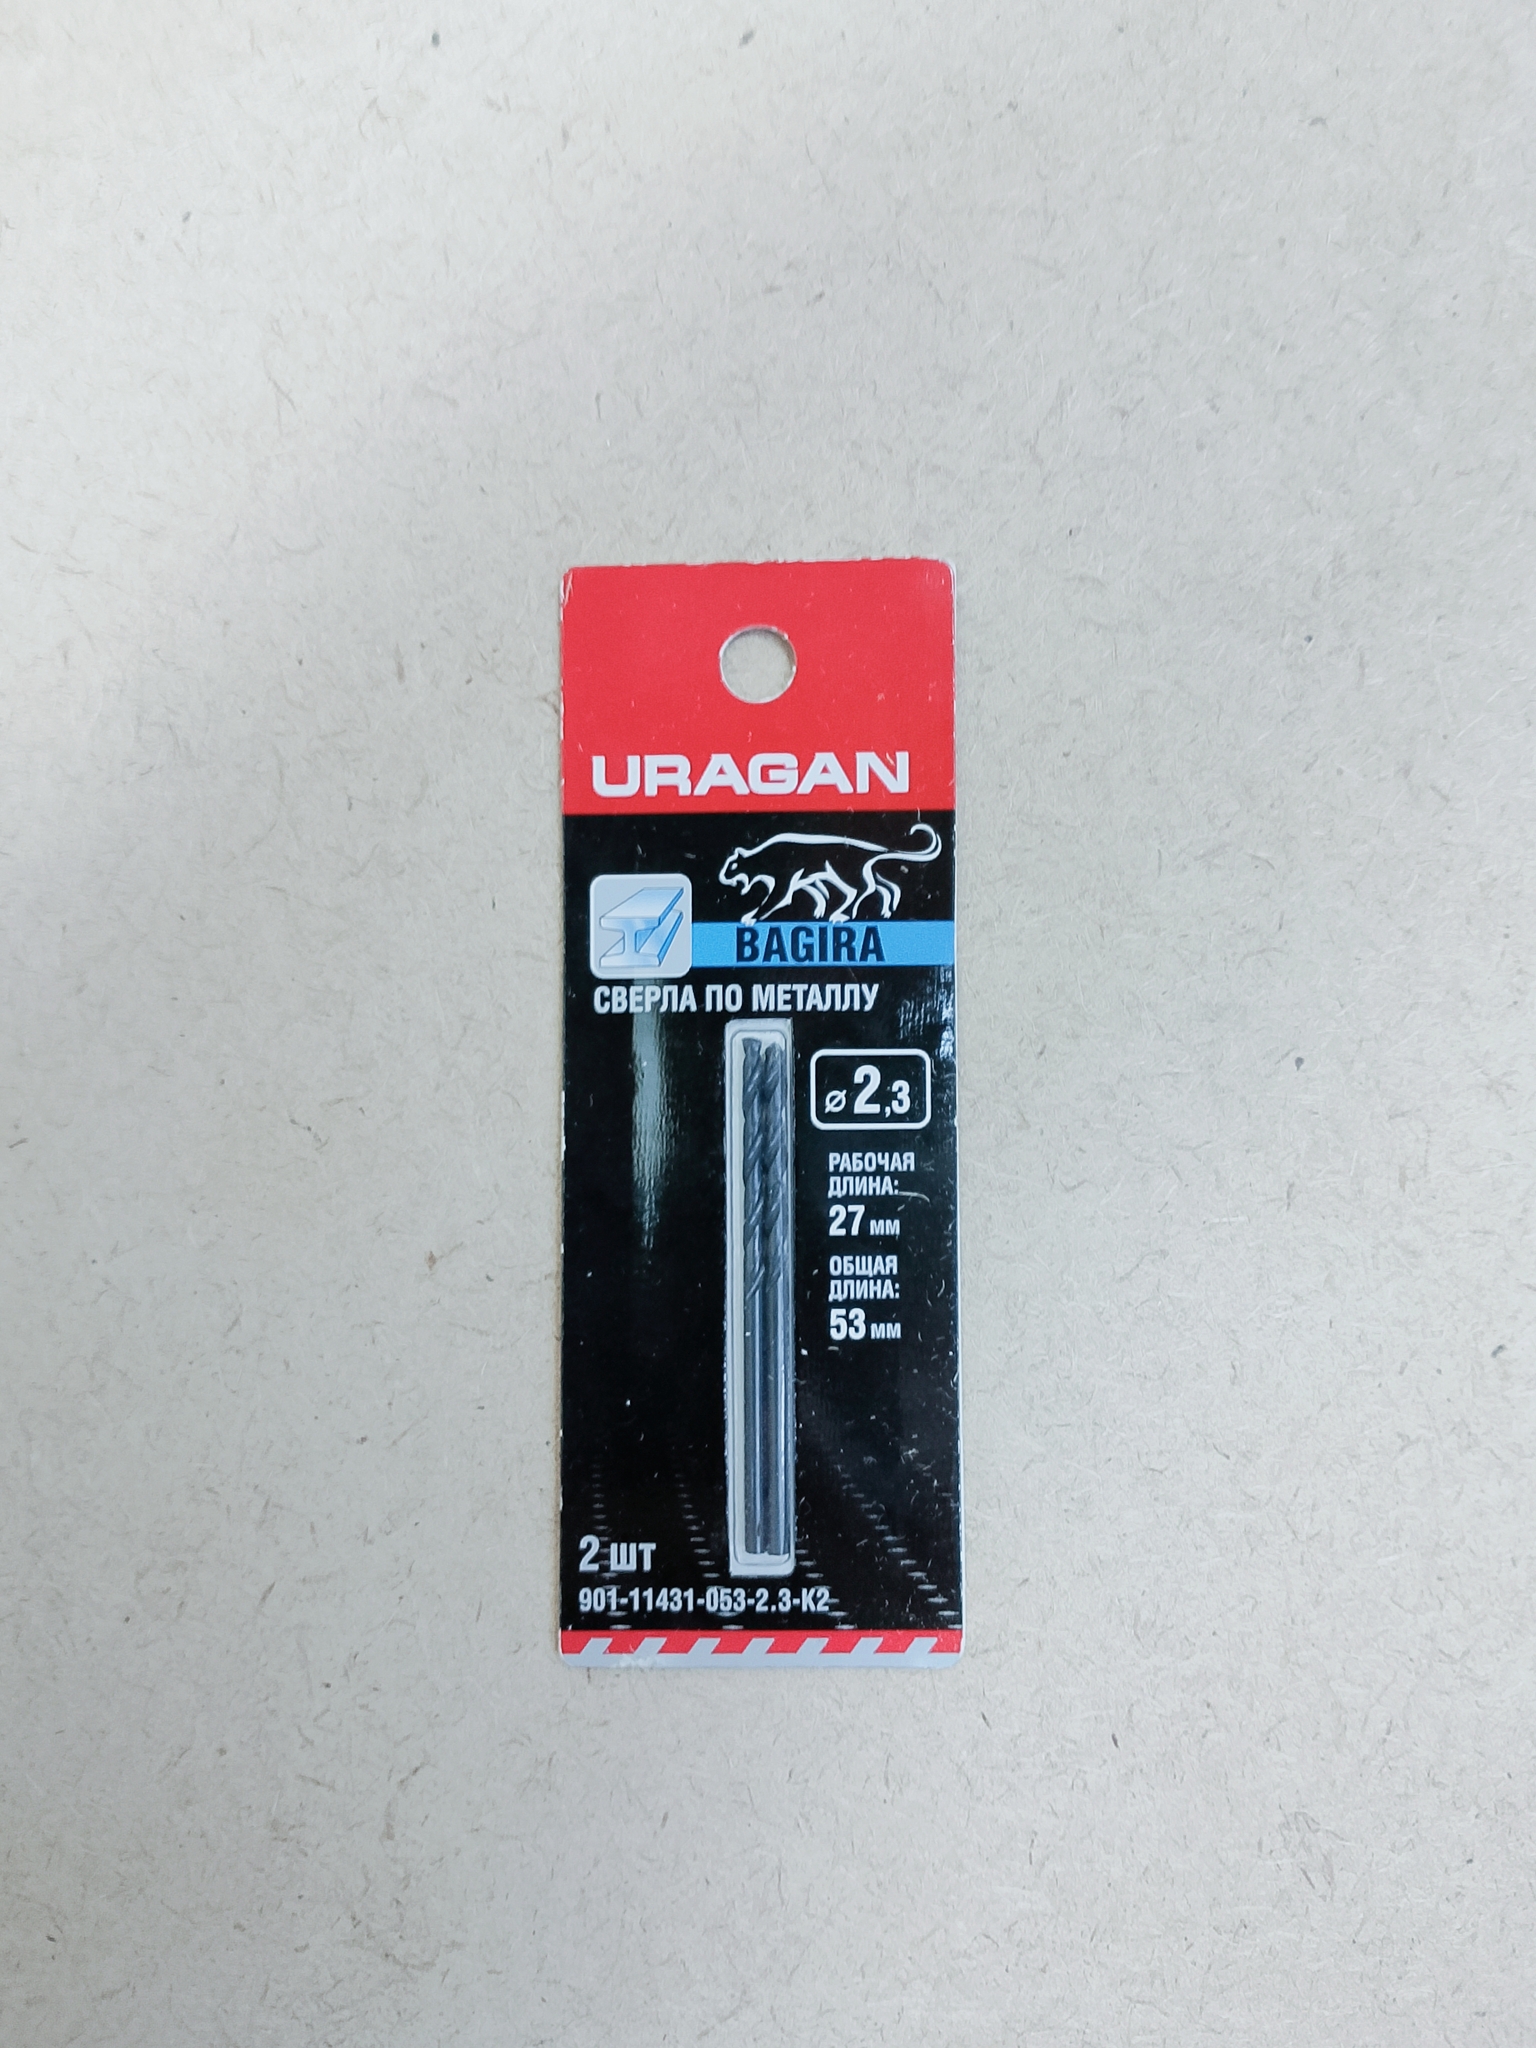 URAGAN
BAGIRA
СВЕРЛА ПО МЕТАЛЛУ
⌀ 2,3
РАБОЧАЯ
ДЛИНА:
27 мм
ОБЩАЯ
ДЛИНА:
53 мм
2 шт
901-11431-053-2.3-K2